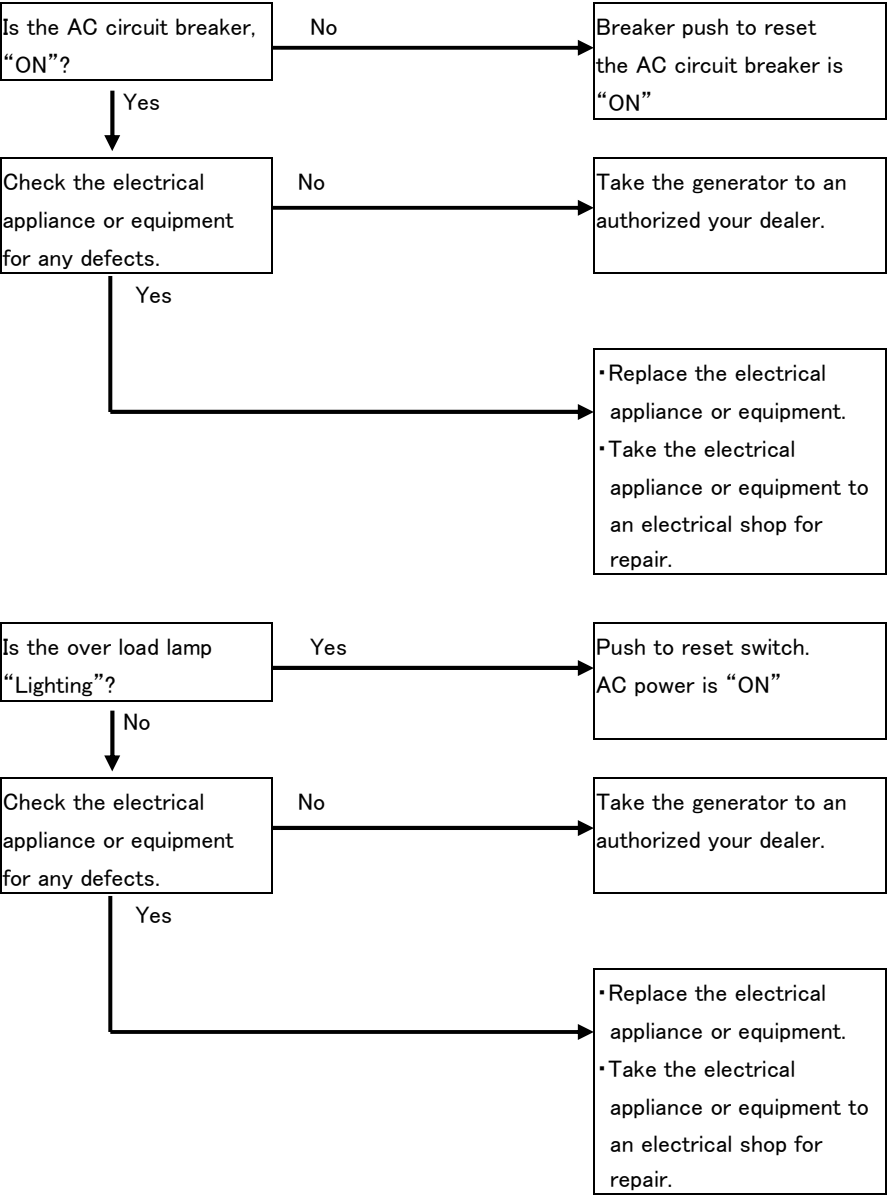 Is the AC circuit breaker,
“ON”?
No
Breaker push to reset
the AC circuit breaker is
“ON”
Yes
Check the electrical
appliance or equipment
for any defects.
No
Take the generator to an
authorized your dealer.
Yes
・Replace the electrical
appliance or equipment.
・Take the electrical
appliance or equipment to
an electrical shop for
repair.
Is the over load lamp
“Lighting”?
Yes
Push to reset switch.
AC power is “ON”
No
Check the electrical
appliance or equipment
for any defects.
No
Take the generator to an
authorized your dealer.
Yes
・Replace the electrical
appliance or equipment.
・Take the electrical
appliance or equipment to
an electrical shop for
repair.